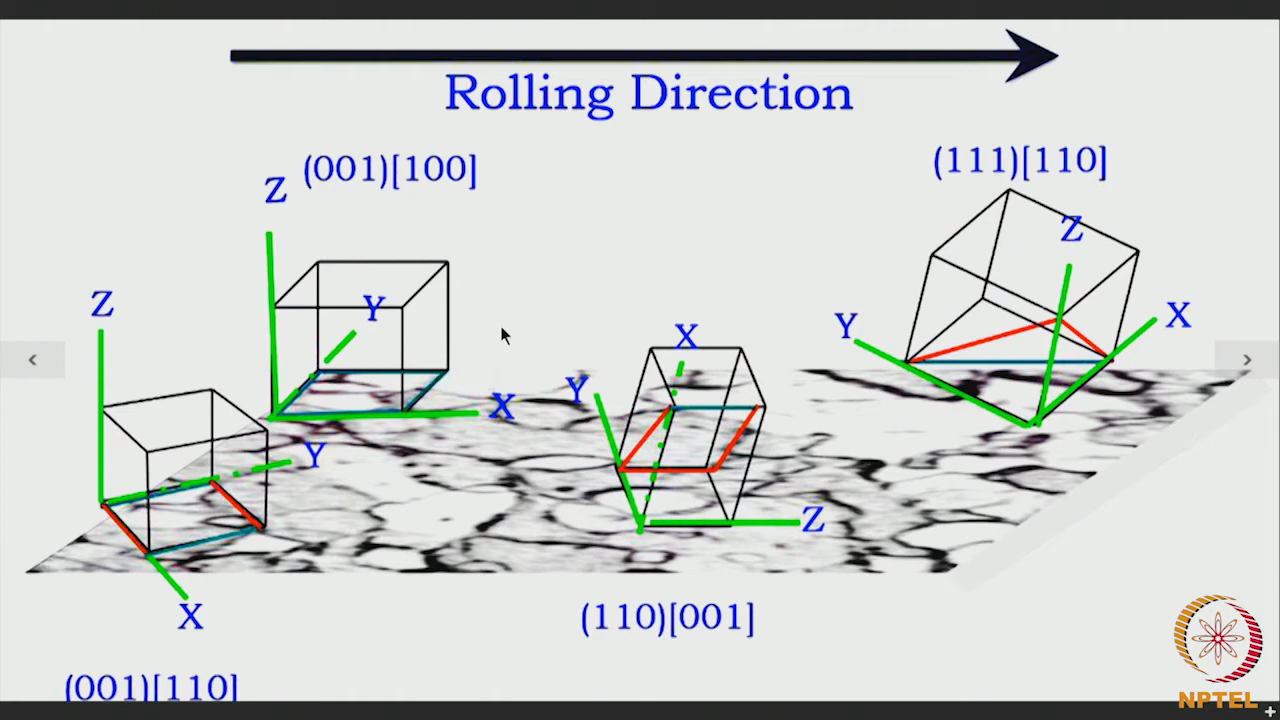 Rolling Direction
(001)[100]
(111)[110]
Z
Z
Z
Y
X
Y
X
Y
X
Y
Z
X
(110)[001]
(001)[110]
NPTEL